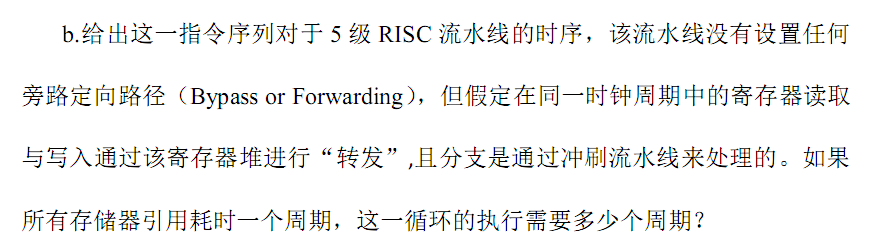 b.给出这一指令序列对于 5 级 RISC 流水线的时序，该流水线没有设置任何
旁路定向路径（Bypass or Forwarding），但假定在同一时钟周期中的寄存器读取
与写入通过该寄存器堆进行“转发”,且分支是通过冲刷流水线来处理的。如果
所有存储器引用耗时一个周期，这一循环的执行需要多少个周期？